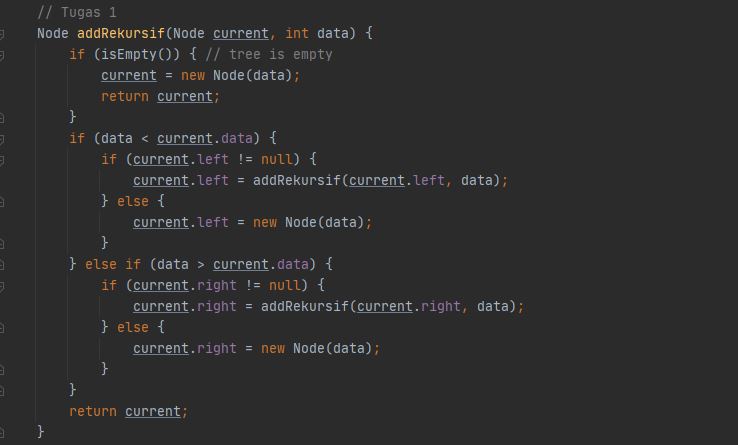 // Tugas 1
Node addRekursif(Node current, int data) {
    if (isEmpty()) { // tree is empty
        current = new Node(data);
        return current;
    }
    if (data < current.data) {
        if (current.left != null) {
            current.left = addRekursif(current.left, data);
        } else {
            current.left = new Node(data);
        }
    } else if (data > current.data) {
        if (current.right != null) {
            current.right = addRekursif(current.right, data);
        } else {
            current.right = new Node(data);
        }
    }
    return current;
}